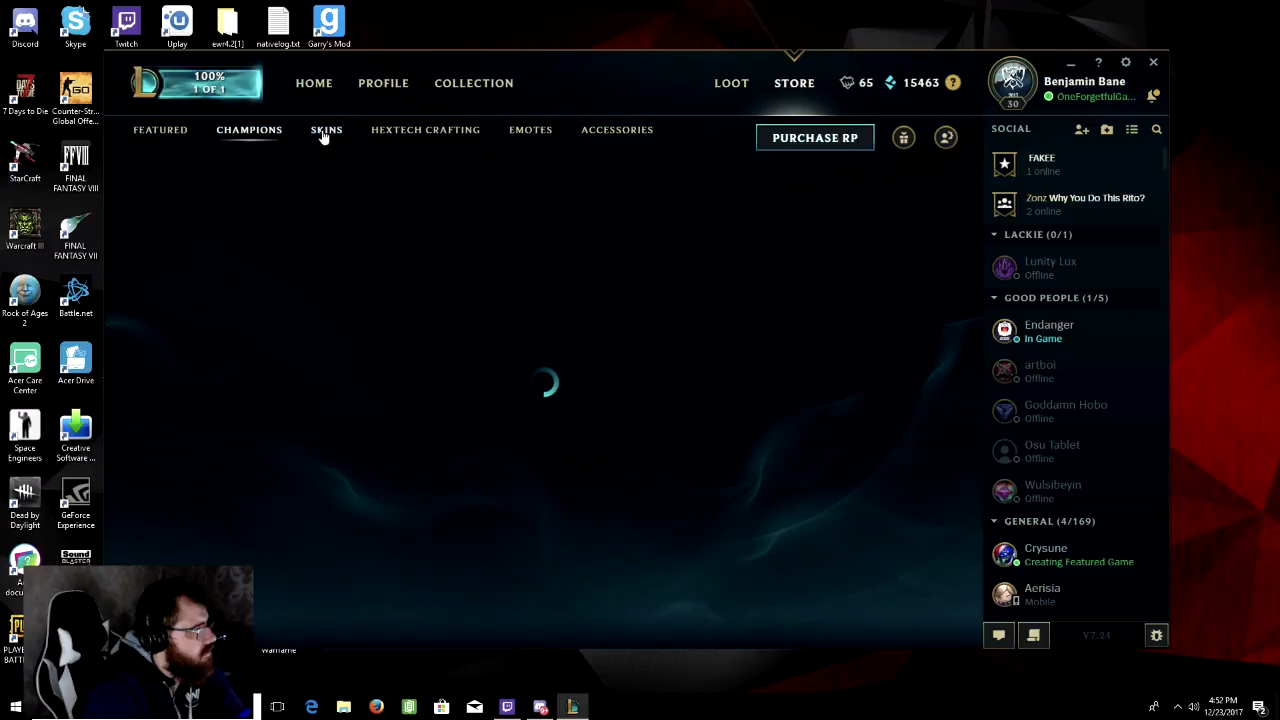 Discord
Skype
Twitch
Uplay
ewr4.2[1]
nativelog.txt
Garry's Mod
7 Days to Die
Counter-Str...
Global Offe...
StarCraft
FINAL
FANTASY VIII
Warcraft III
FINAL
FANTASY VII
Rock of Ages
2
Battle.net
Acer Care
Center
Acer Drive
Space
Engineers
Creative
Software ...
Dead by
Daylight
GeForce
Experience
Sound
BLASTER
100%
1 OF 1
HOME
PROFILE
COLLECTION
LOOT
STORE
65
15463
?
FEATURED
CHAMPIONS
SKINS
HEXTECH CRAFTING
EMOTES
ACCESSORIES
PURCHASE RP
?
30
Benjamin Bane
OneForgetfulGa...
SOCIAL
FAKEE
1 online
Zonz Why You Do This Rito?
2 online
LACKIE (0/1)
Lunity Lux
Offline
GOOD PEOPLE (1/5)
Endanger
In Game
artboi
Offline
Goddamn Hobo
Offline
Osu Tablet
Offline
Wulsibeyin
Offline
GENERAL (4/169)
Crysune
Creating Featured Game
Aerisia
Mobile
V7.24
Warframe
4:52 PM
12/23/2017
2